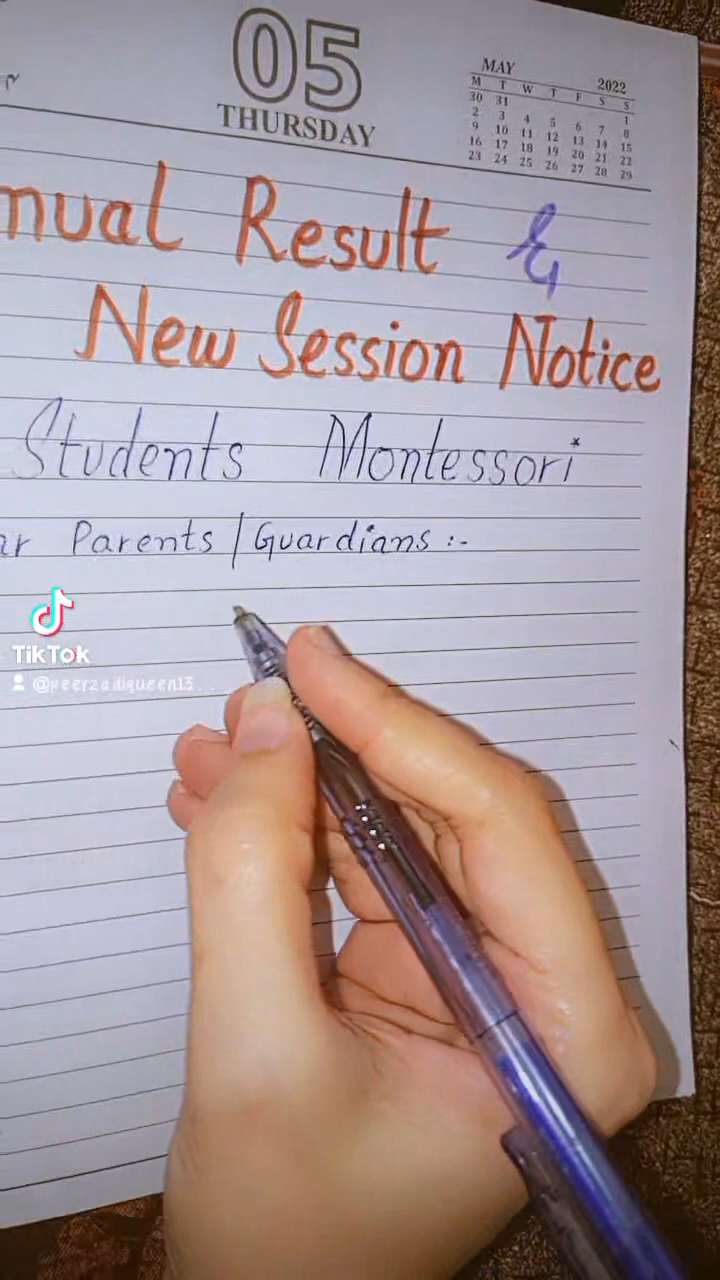 05
THURSDAY
MAY 2022
M T W T F S S
30 31 1
2 3 4 5 6 7 8
9 10 11 12 13 14 15
16 17 18 19 20 21 22
23 24 25 26 27 28 29
nual Result &
New Session Notice
Students Montessori
ar Parents / Guardians :-
TikTok
@peerzadiqueen13